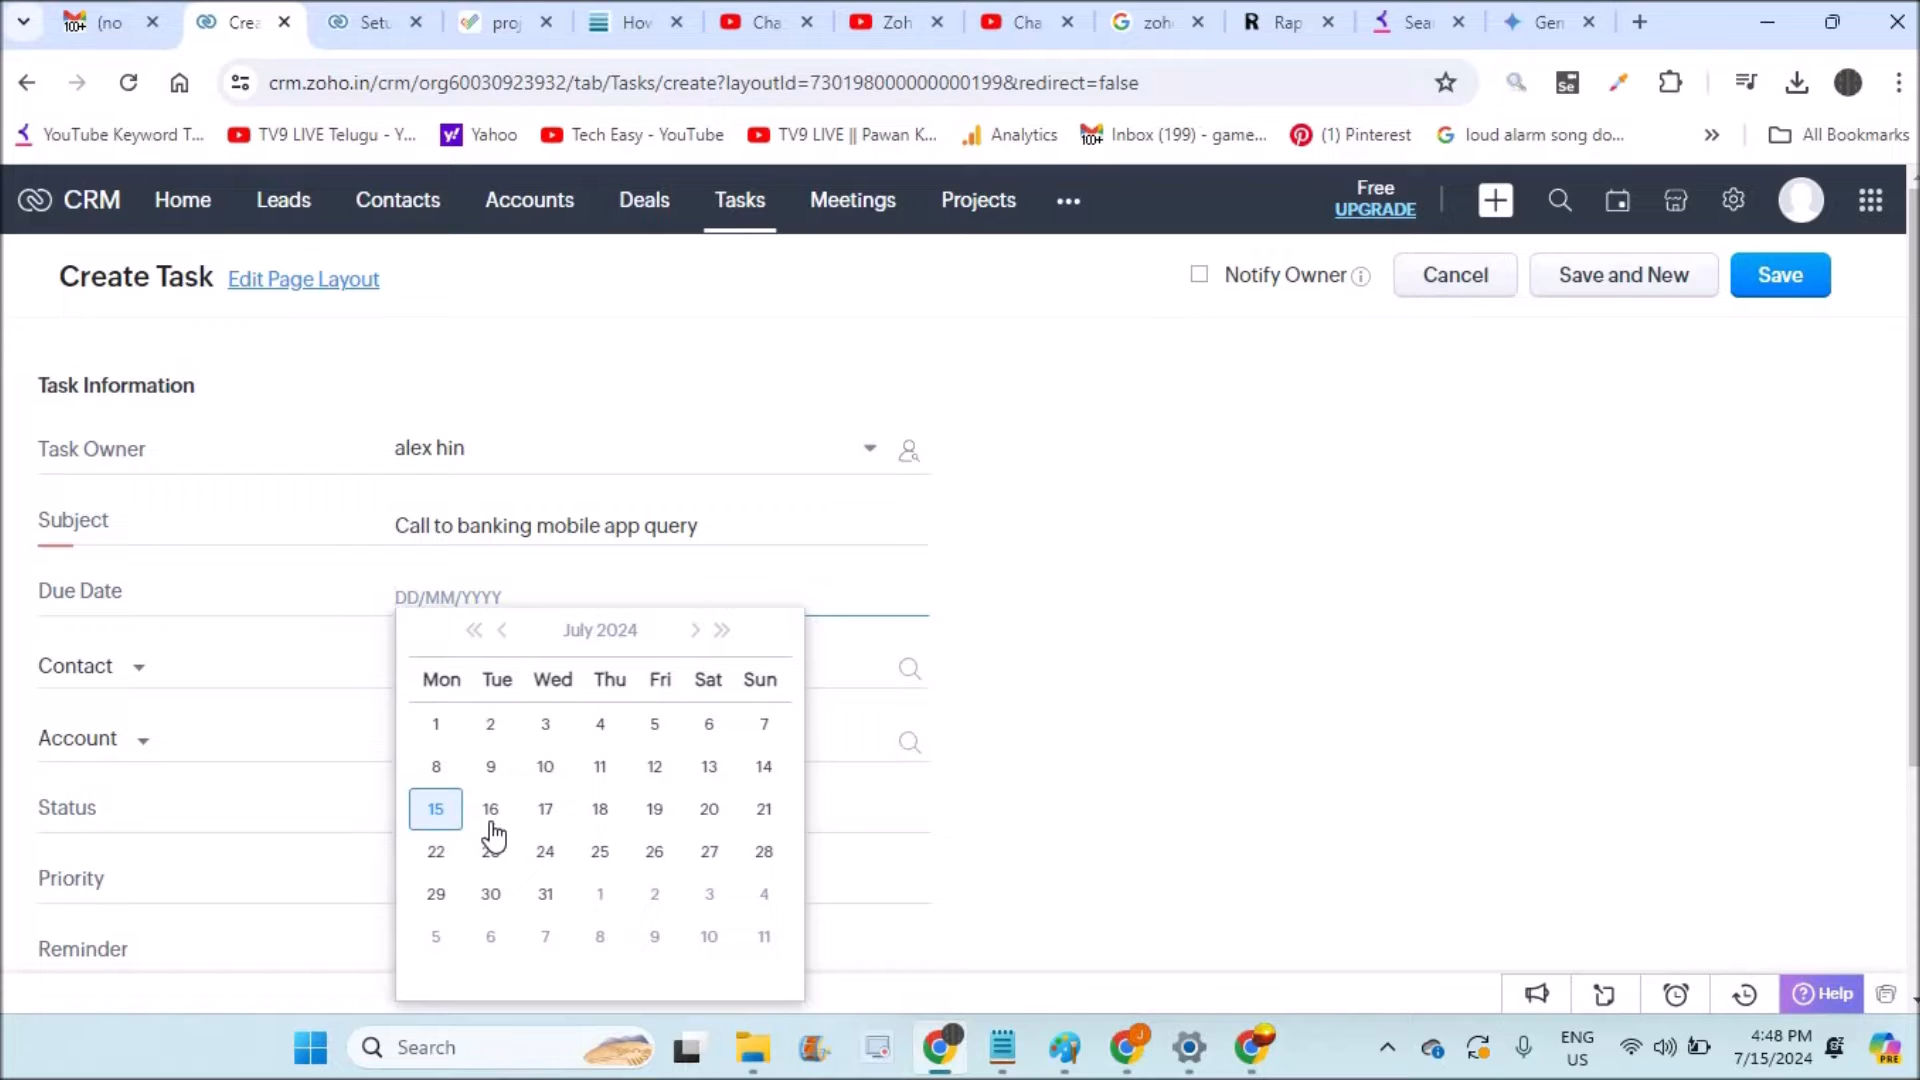 (no
Crea
Setu
proj
How
Cha
Zoh
Cha
zoh
Rap
Sea
Gen
crm.zoho.in/crm/org60030923932/tab/Tasks/create?layoutId=730198000000000199&redirect=false
YouTube Keyword T...
TV9 LIVE Telugu - Y...
Yahoo
Tech Easy - YouTube
TV9 LIVE || Pawan K...
Analytics
Inbox (199) - game...
(1) Pinterest
loud alarm song do...
All Bookmarks
CRM
Home
Leads
Contacts
Accounts
Deals
Tasks
Meetings
Projects
Free
UPGRADE
Create Task
Edit Page Layout
Notify Owner
Cancel
Save and New
Save
Task Information
Task Owner
alex hin
Subject
Call to banking mobile app query
Due Date
DD/MM/YYYY
July 2024
Mon Tue Wed Thu Fri Sat Sun
1 2 3 4 5 6 7
8 9 10 11 12 13 14
15 16 17 18 19 20 21
22 23 24 25 26 27 28
29 30 31 1 2 3 4
5 6 7 8 9 10 11
Contact
Account
Status
Priority
Reminder
Help
Search
ENG
US
4:48 PM
7/15/2024